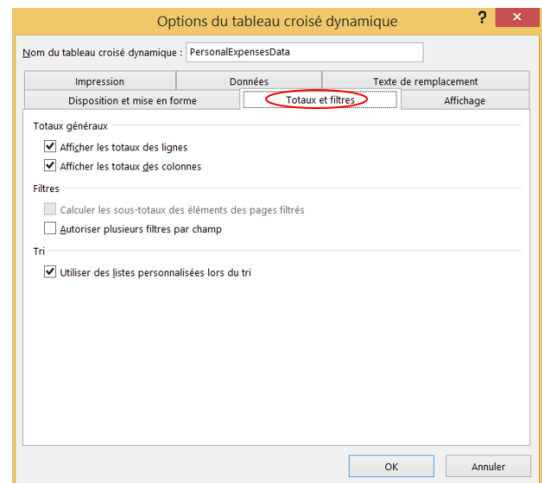 Options du tableau croisé dynamique ? ×
Nom du tableau croisé dynamique : PersonalExpensesData
Impression Données Texte de remplacement
Disposition et mise en forme Totaux et filtres Affichage
Totaux généraux
Afficher les totaux des lignes
Afficher les totaux des colonnes
Filtres
Calculer les sous-totaux des éléments des pages filtrés
Autoriser plusieurs filtres par champ
Tri
Utiliser des listes personnalisées lors du tri
OK Annuler